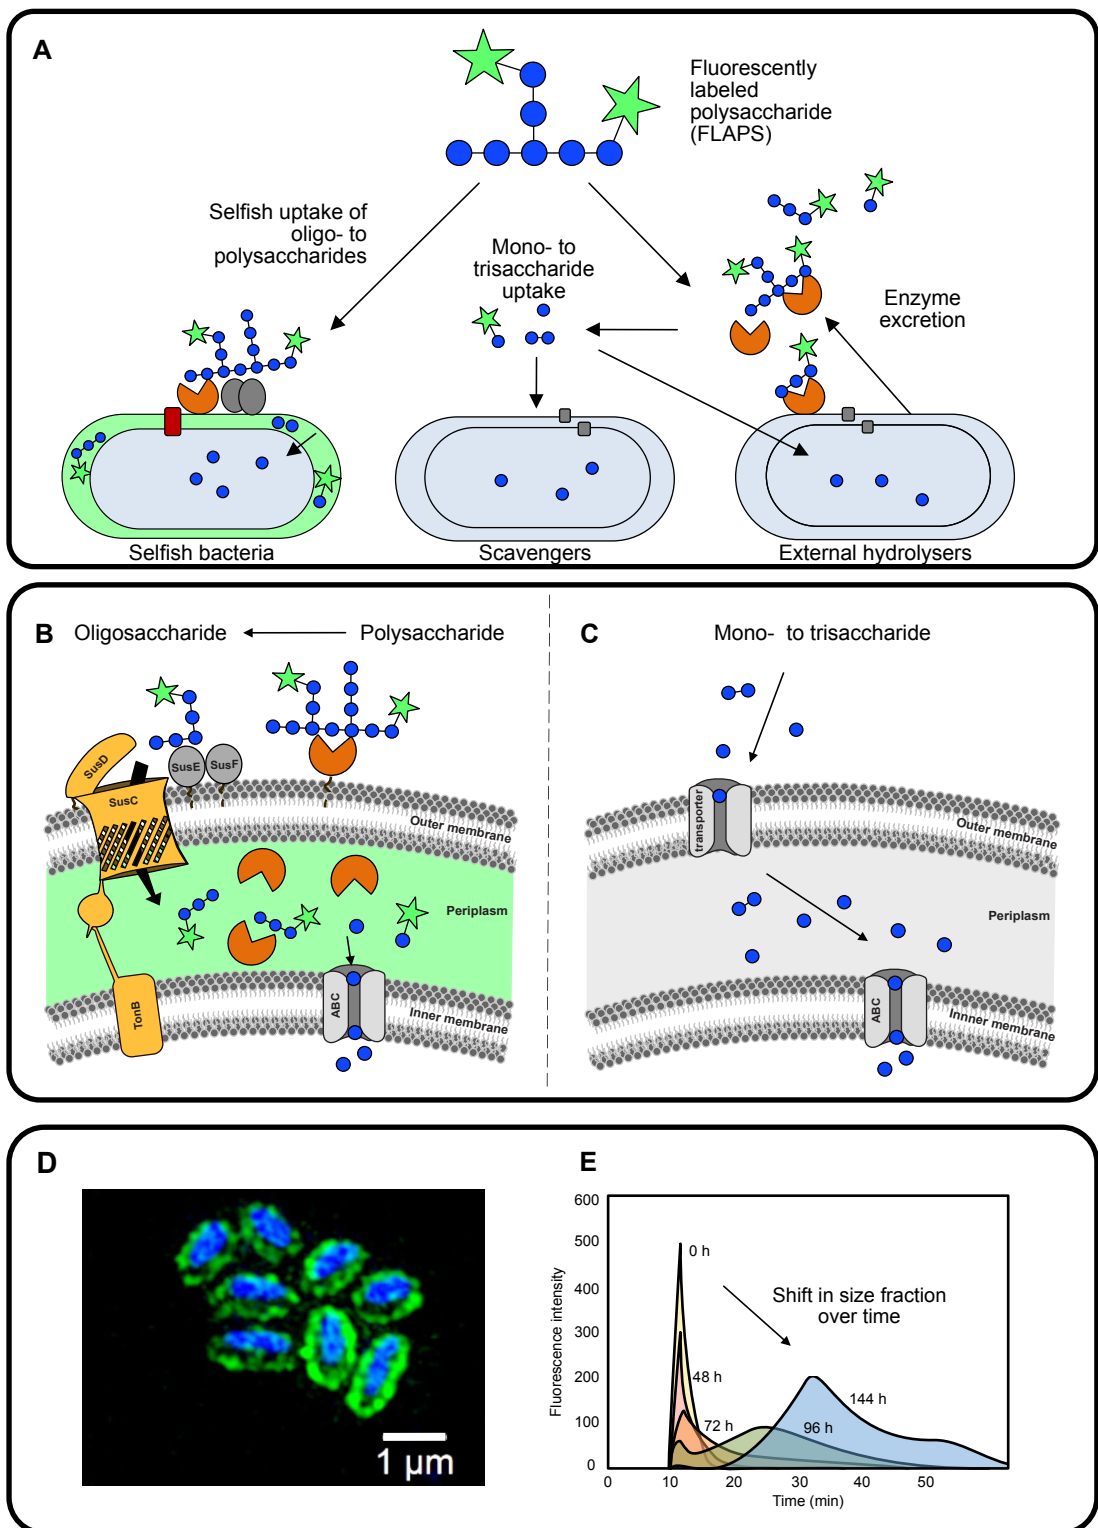 A
Fluorescently
labeled
polysaccharide
(FLAPS)
Selfish uptake of
oligo- to
polysaccharides
Mono- to
trisaccharide
uptake
Enzyme
excretion
Selfish bacteria
Scavengers
External hydrolysers
B
Oligosaccharide
Polysaccharide
SusD
SusE
SusF
SusC
Outer membrane
Periplasm
TonB
ABC
Inner membrane
C
Mono- to trisaccharide
transporter
Outer membrane
Periplasm
ABC
Innner membrane
D
1 µm
E
600
500
400
300
200
100
0
Fluorescence intensity
0 h
48 h
72 h
96 h
144 h
Shift in size fraction
over time
0
10
20
30
40
50
Time (min)